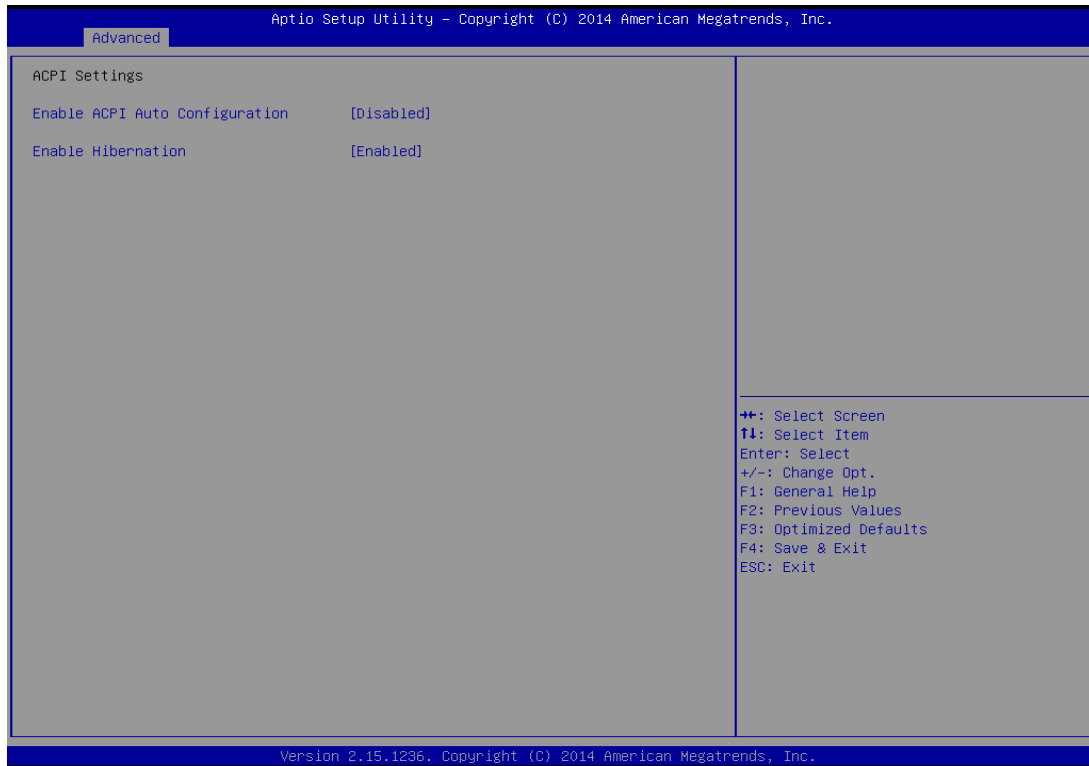 Aptio Setup Utility – Copyright (C) 2014 American Megatrends, Inc.
Advanced
ACPI Settings
Enable ACPI Auto Configuration [Disabled]
Enable Hibernation [Enabled]
→←: Select Screen
↑↓: Select Item
Enter: Select
+/-: Change Opt.
F1: General Help
F2: Previous Values
F3: Optimized Defaults
F4: Save & Exit
ESC: Exit
Version 2.15.1236. Copyright (C) 2014 American Megatrends, Inc.